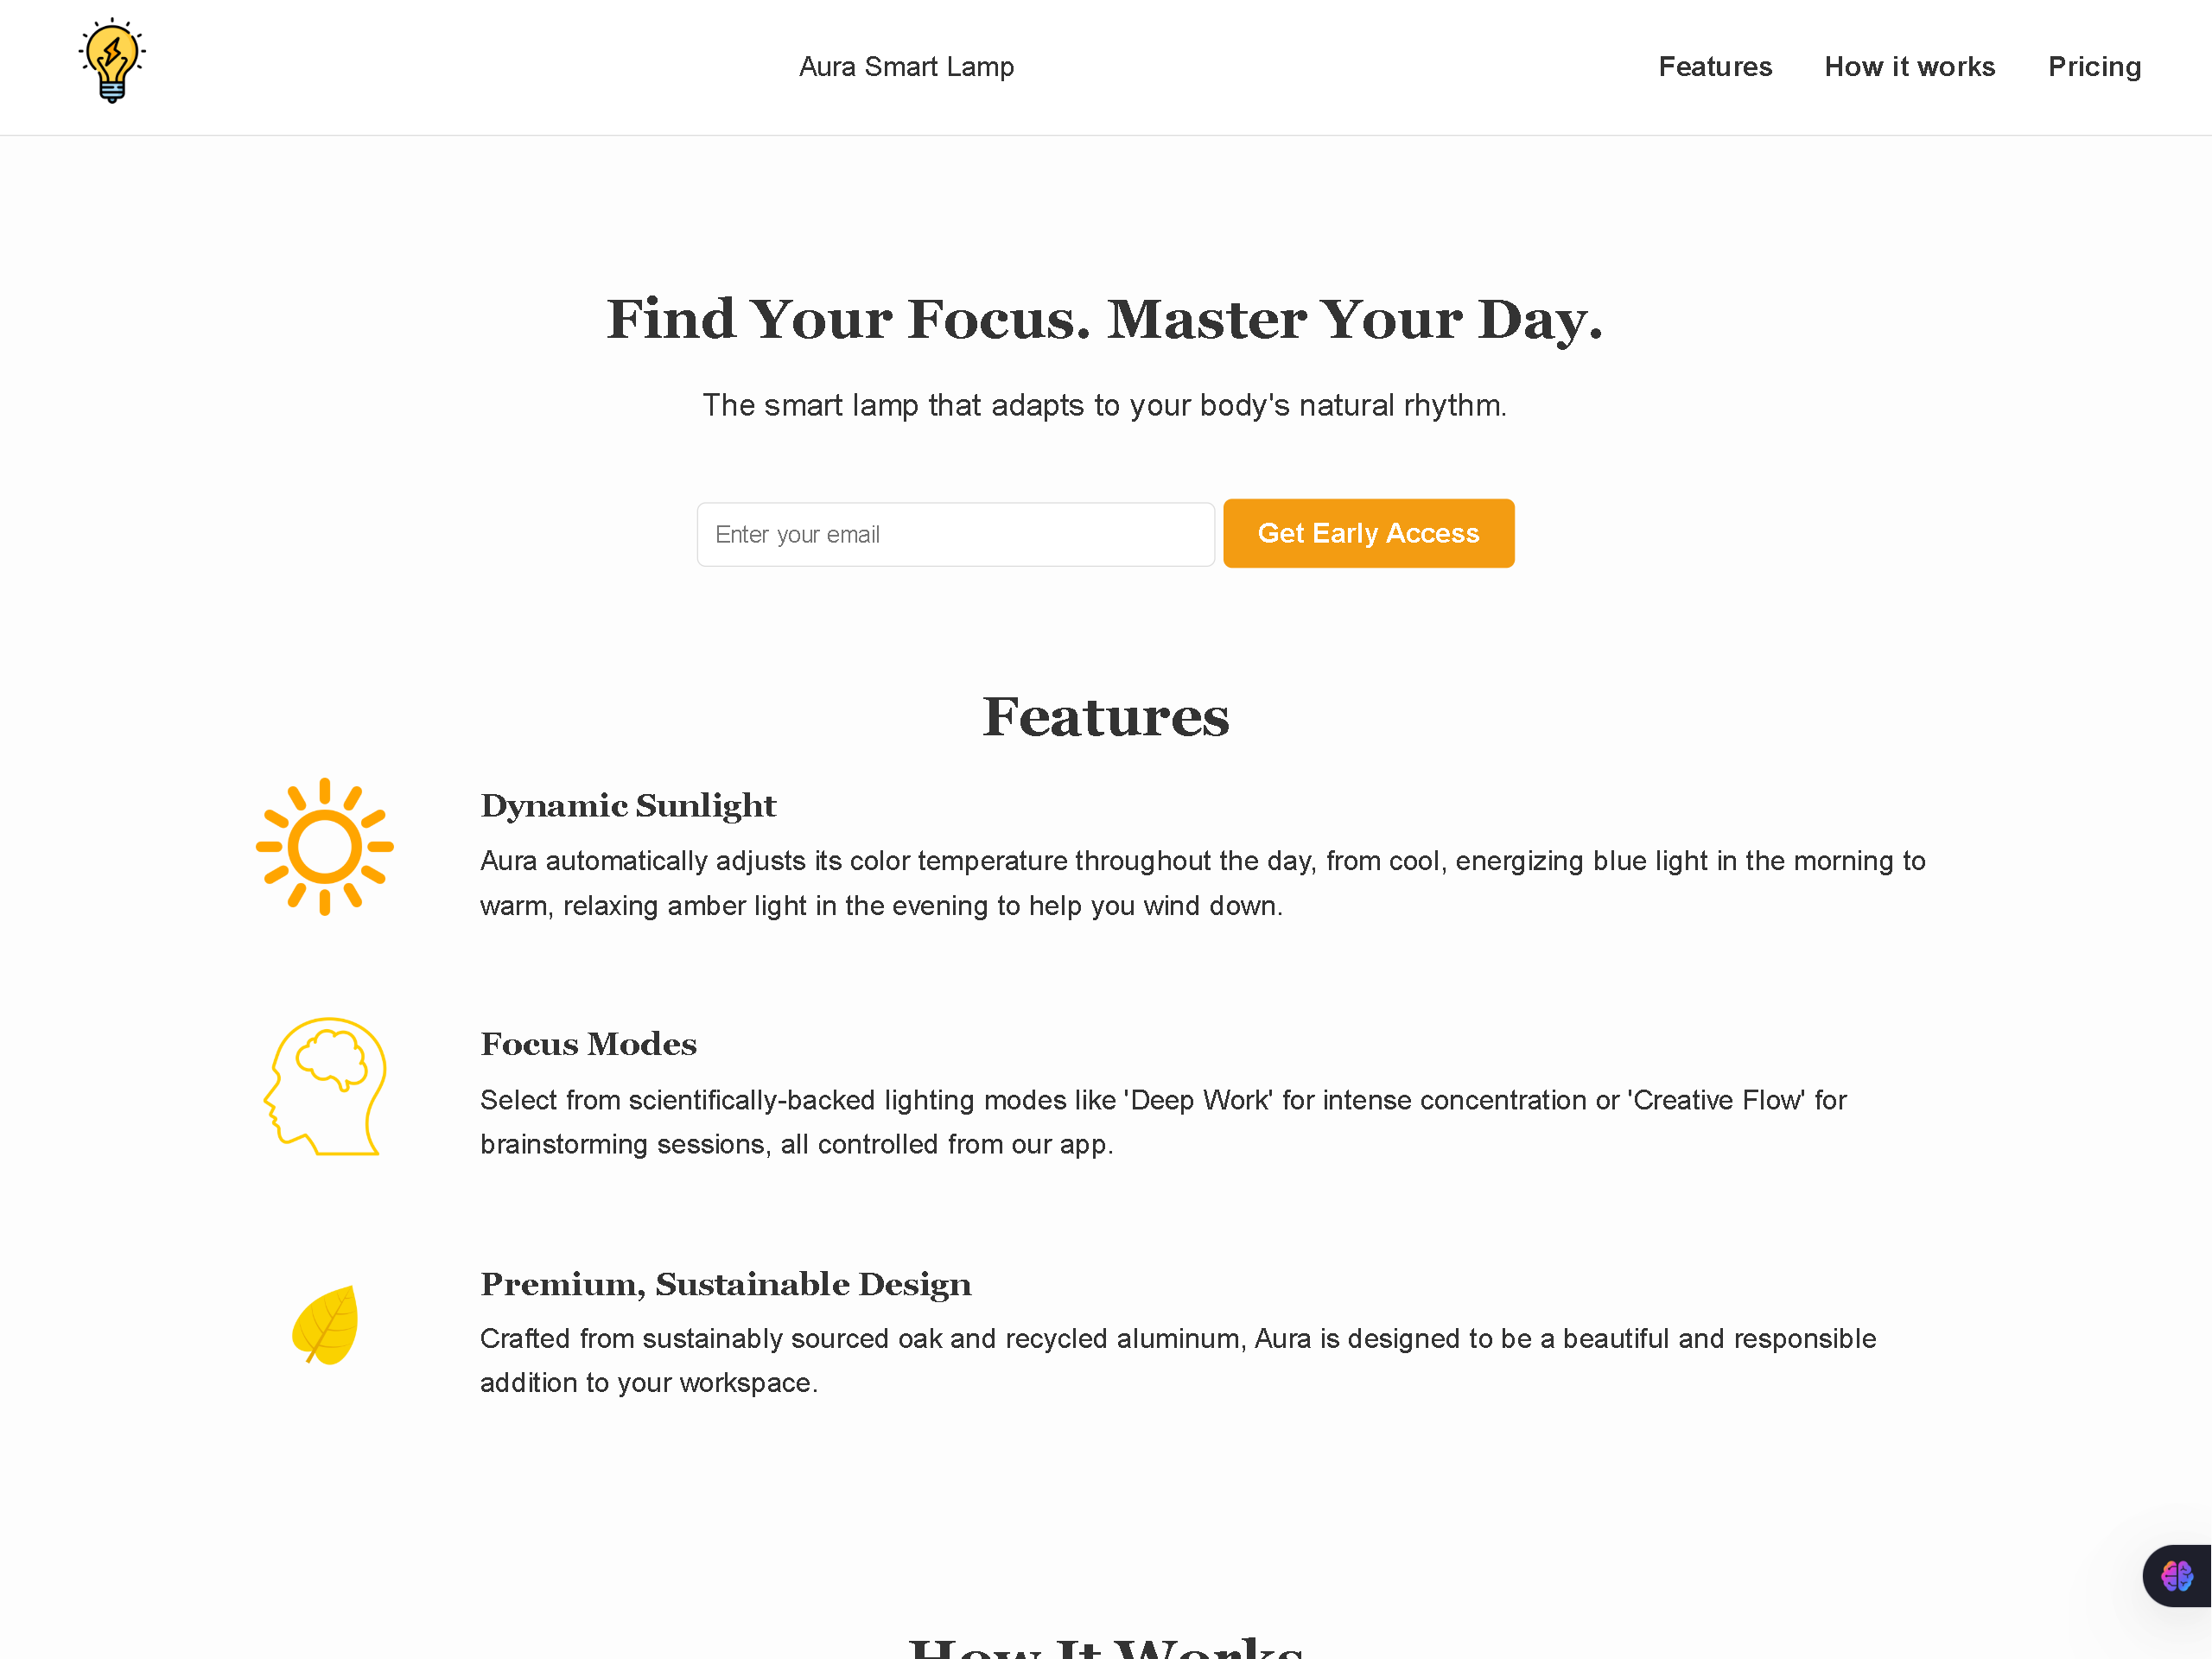 Aura Smart Lamp
Features
How it works
Pricing
Find Your Focus. Master Your Day.
The smart lamp that adapts to your body's natural rhythm.
Enter your email
Get Early Access
Features
Dynamic Sunlight
Aura automatically adjusts its color temperature throughout the day, from cool, energizing blue light in the morning to
warm, relaxing amber light in the evening to help you wind down.
Focus Modes
Select from scientifically-backed lighting modes like 'Deep Work' for intense concentration or 'Creative Flow' for
brainstorming sessions, all controlled from our app.
Premium, Sustainable Design
Crafted from sustainably sourced oak and recycled aluminum, Aura is designed to be a beautiful and responsible
addition to your workspace.
How It Works